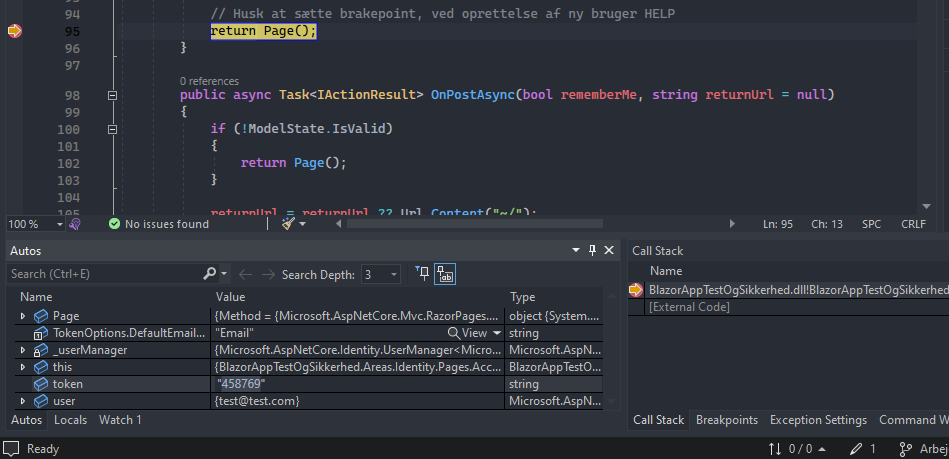 94 // Husk at sætte brakepoint, ved oprettelse af ny bruger HELP
95 return Page();
96 }
97
0 references
98 public async Task<IActionResult> OnPostAsync(bool rememberMe, string returnUrl = null)
99 {
100 if (!ModelState.IsValid)
101 {
102 return Page();
103 }
104
105 returnUrl = returnUrl ?? Url.Content("~/");
100 % No issues found Ln: 95 Ch: 13 SPC CRLF
Autos
Search (Ctrl+E) Search Depth: 3
Name Value Type
Page {Method = {Microsoft.AspNetCore.Mvc.RazorPages.... object {System....
TokenOptions.DefaultEmail... "Email" View string
_userManager {Microsoft.AspNetCore.Identity.UserManager<Micro... Microsoft.AspN...
this {BlazorAppTestOgSikkerhed.Areas.Identity.Pages.Acc... BlazorAppTestO...
token "458769" string
user {test@test.com} Microsoft.AspN...
Autos Locals Watch 1
Call Stack
Name
BlazorAppTestOgSikkerhed.dll!BlazorAppTestOgSikkerhed
[External Code]
Call Stack Breakpoints Exception Settings Command W
Ready 0 / 0 1 Arbej